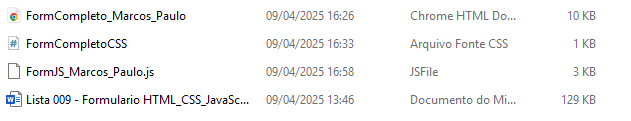 FormCompleto_Marcos_Paulo 09/04/2025 16:26 Chrome HTML Do... 10 KB
FormCompletoCSS 09/04/2025 16:33 Arquivo Fonte CSS 1 KB
FormJS_Marcos_Paulo.js 09/04/2025 16:58 JSFile 3 KB
Lista 009 - Formulario HTML_CSS_JavaSc... 09/04/2025 13:46 Documento do Mi... 129 KB